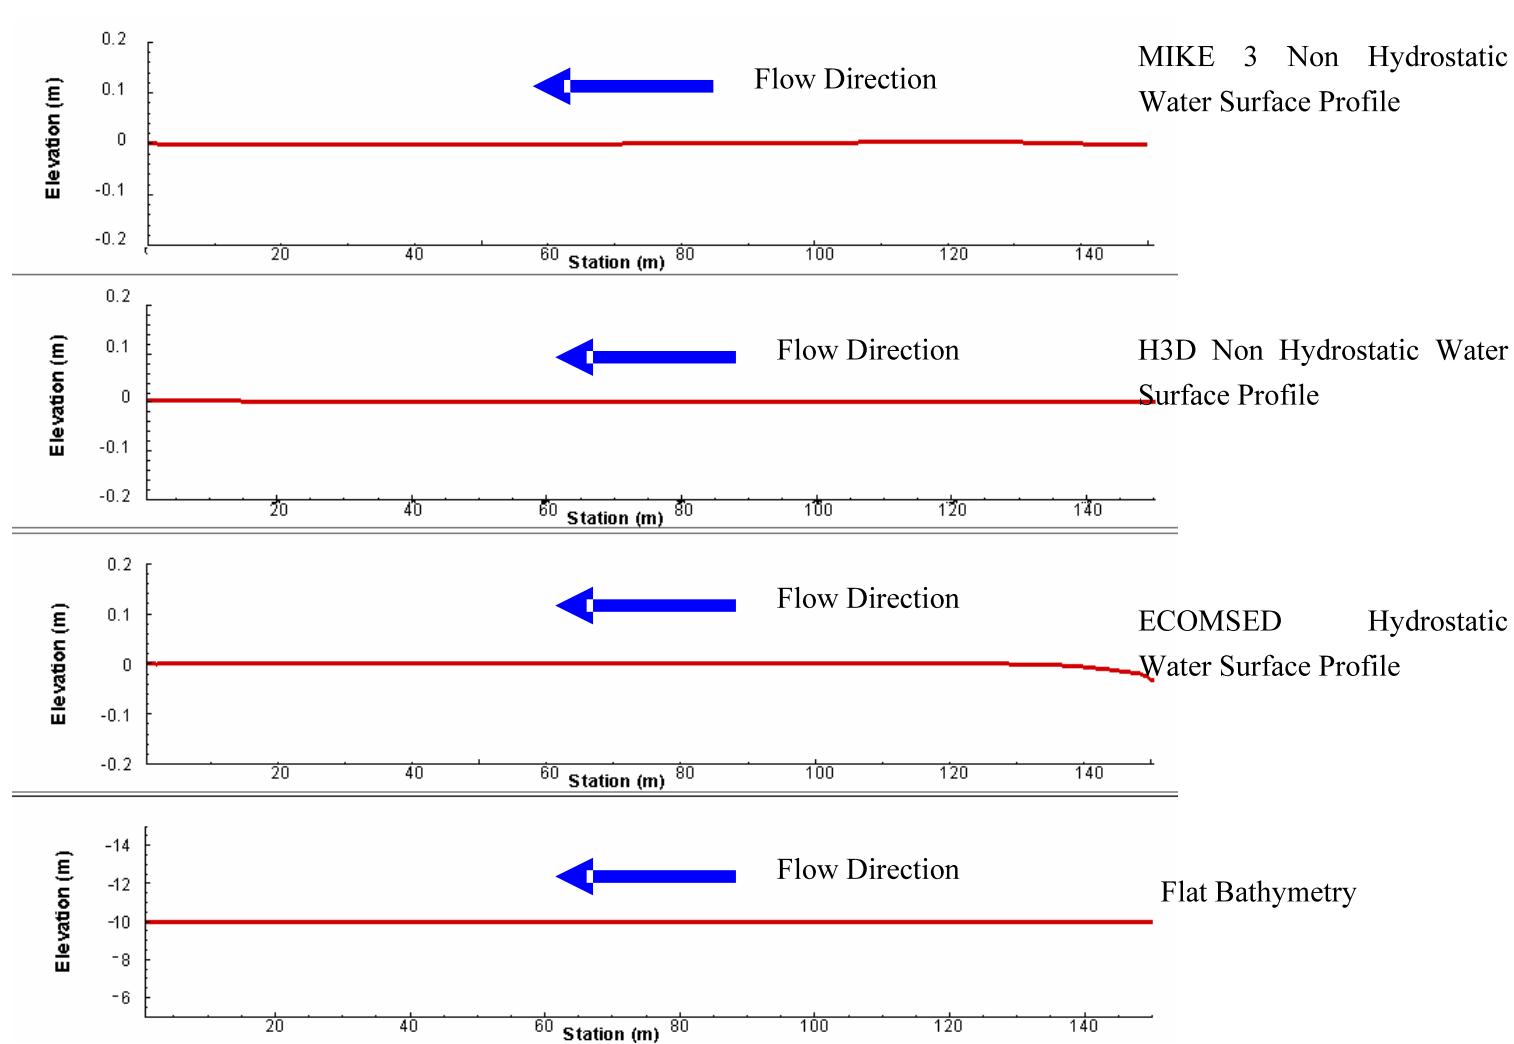 0.2
0.1
0
-0.1
-0.2
Elevation (m)
Flow Direction
MIKE 3 Non Hydrostatic
Water Surface Profile
20 40 60 80 100 120 140
Station (m)
0.2
0.1
0
-0.1
-0.2
Elevation (m)
Flow Direction
H3D Non Hydrostatic Water
Surface Profile
20 40 60 80 100 120 140
Station (m)
0.2
0.1
0
-0.1
-0.2
Elevation (m)
Flow Direction
ECOMSED Hydrostatic
Water Surface Profile
20 40 60 80 100 120 140
Station (m)
-14
-12
-10
-8
-6
Elevation (m)
Flow Direction
Flat Bathymetry
20 40 60 80 100 120 140
Station (m)